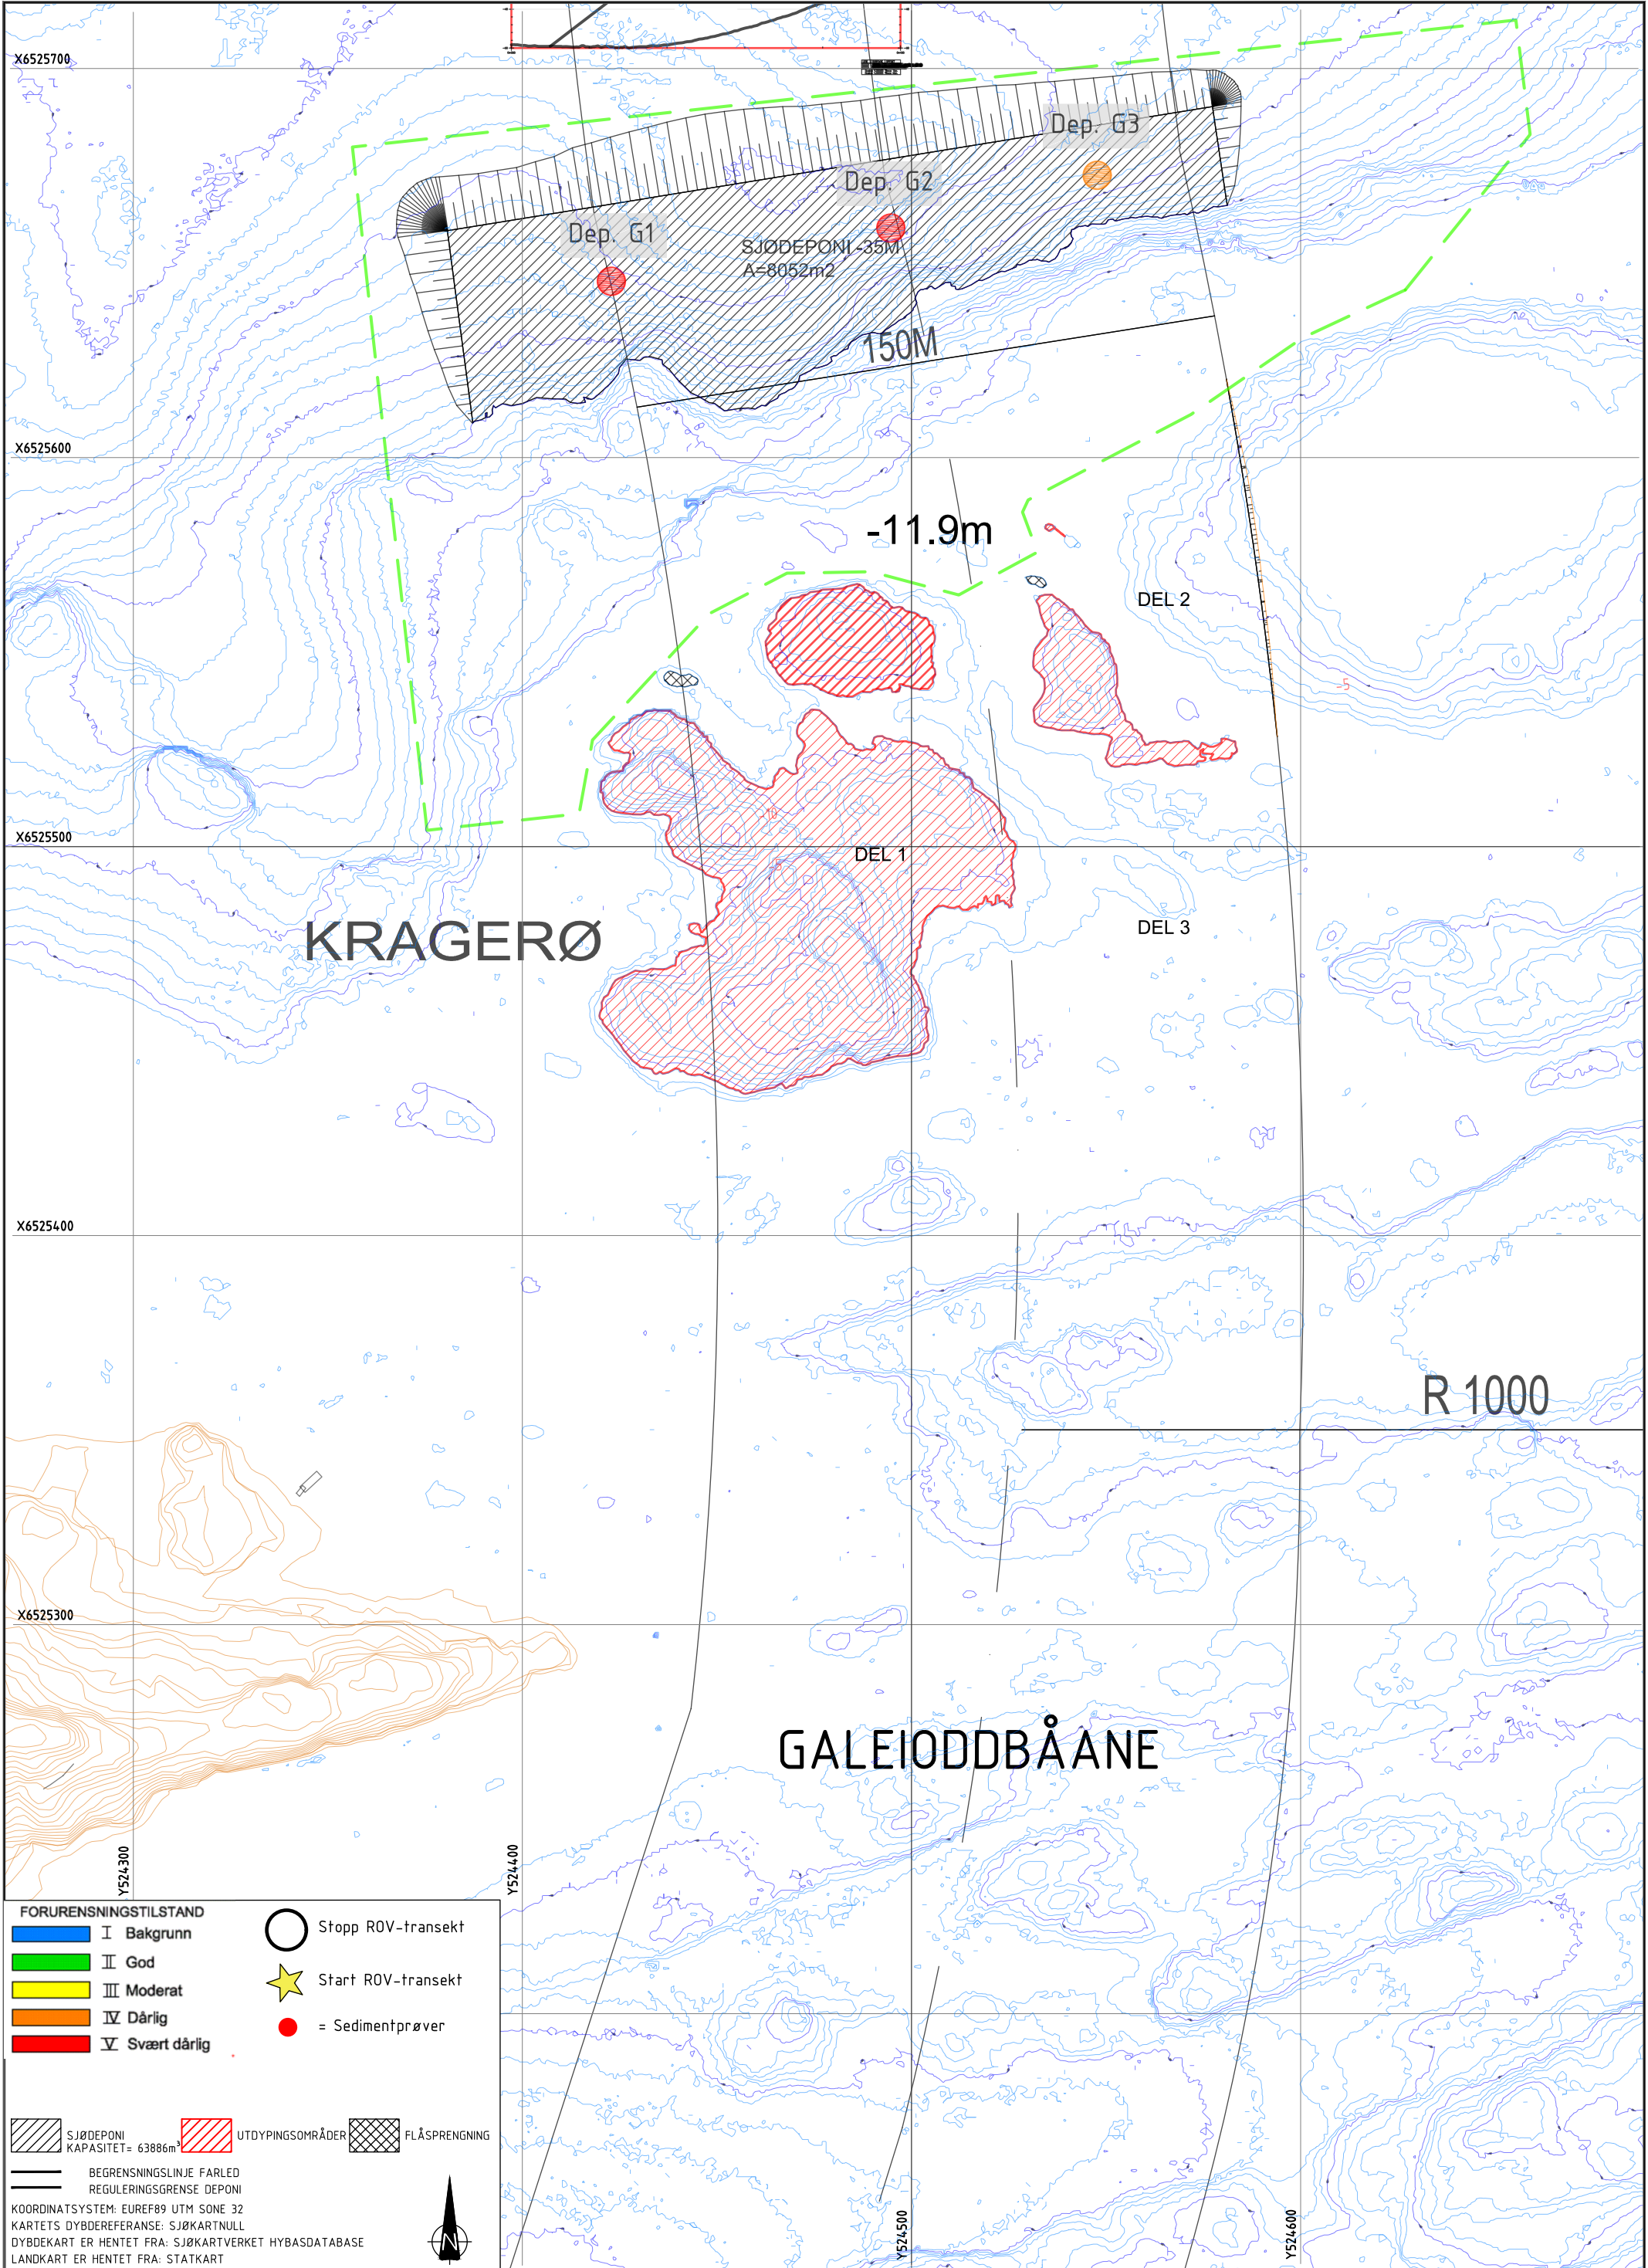 X6525700
Dep. G3
Dep. G2
Dep. G1
SJØDEPONI -35M
A=8052m2
150M
X6525600
-11.9m
DEL 2
-5
-10
X6525500
DEL 1
-5
KRAGERØ
DEL 3
X6525400
R 1000
X6525300
GALEIODDBÅANE
Y524300
Y524400
Y524500
Y524600
FORURENSNINGSTILSTAND
I Bakgrunn
II God
III Moderat
IV Dårlig
V Svært dårlig
Stopp ROV-transekt
Start ROV-transekt
= Sedimentprøver
SJØDEPONI
KAPASITET= 63886m³
UTDYPINGSOMRÅDER
FLÅSPRENGNING
BEGRENSNINGSLINJE FARLED
REGULERINGSGRENSE DEPONI
KOORDINATSYSTEM: EUREF89 UTM SONE 32
KARTETS DYBDEREFERANSE: SJØKARTNULL
DYBDEKART ER HENTET FRA: SJØKARTVERKET HYBASDATABASE
LANDKART ER HENTET FRA: STATKART
N